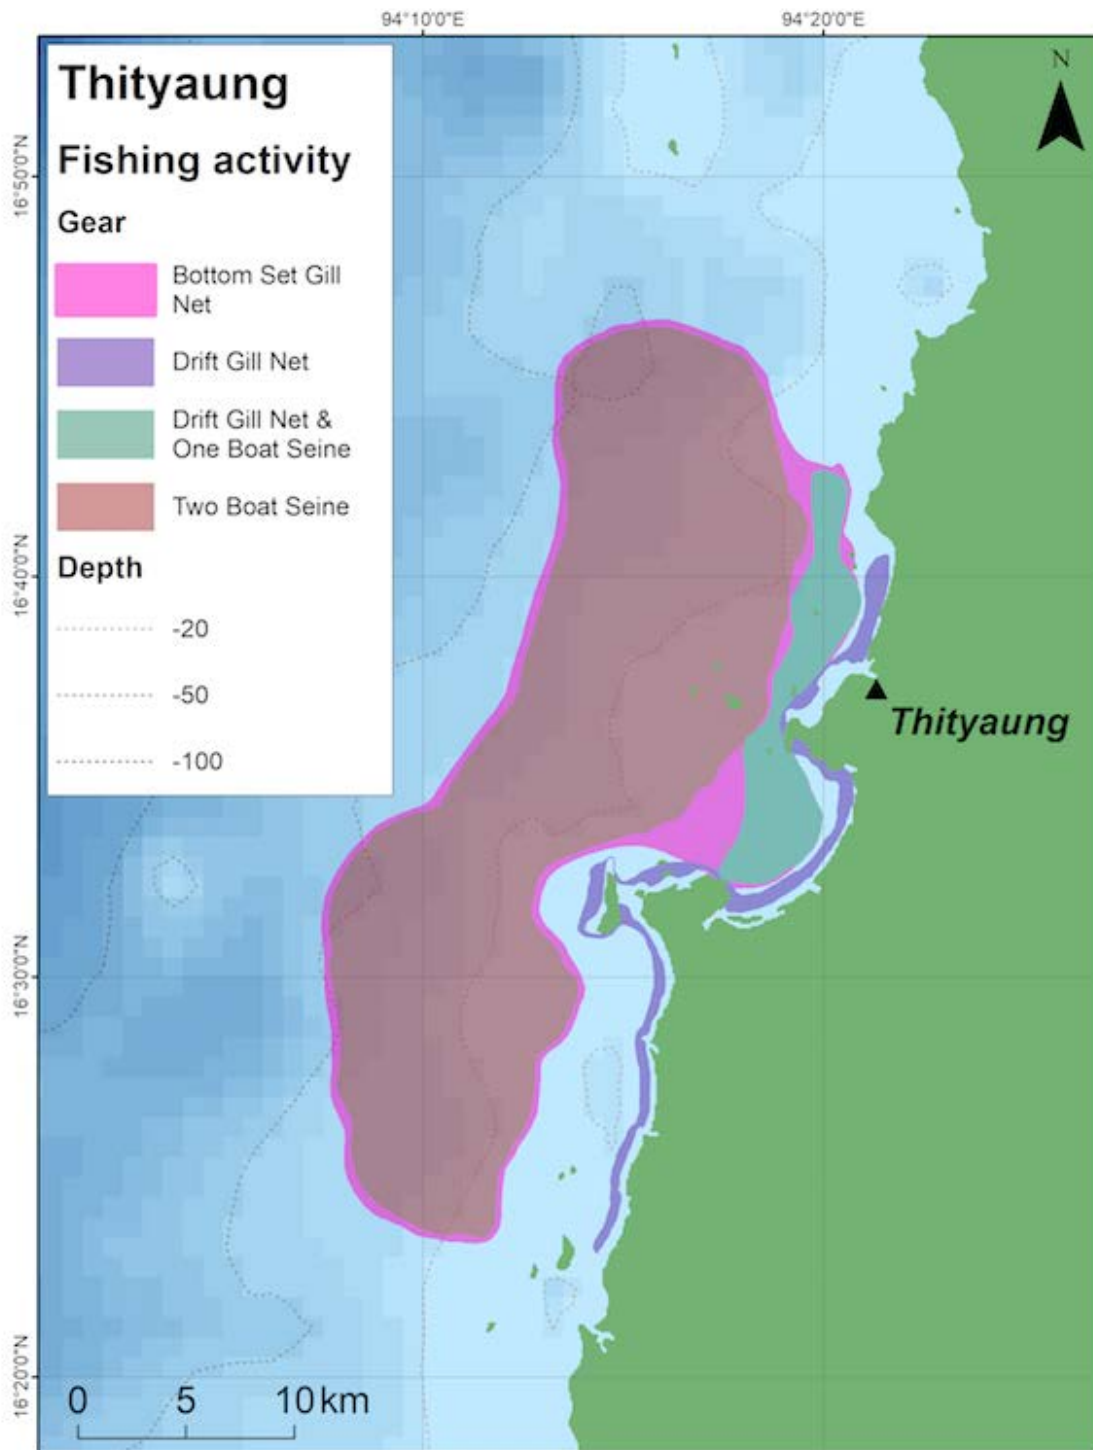 94°10'0"E
94°20'0"E
Thityaung
Fishing activity
Gear
Bottom Set Gill
Net
Drift Gill Net
Drift Gill Net &
One Boat Seine
Two Boat Seine
Depth
-20
-50
-100
N
16°50'0"N
16°40'0"N
16°30'0"N
16°20'0"N
Thityaung
0 5 10 km